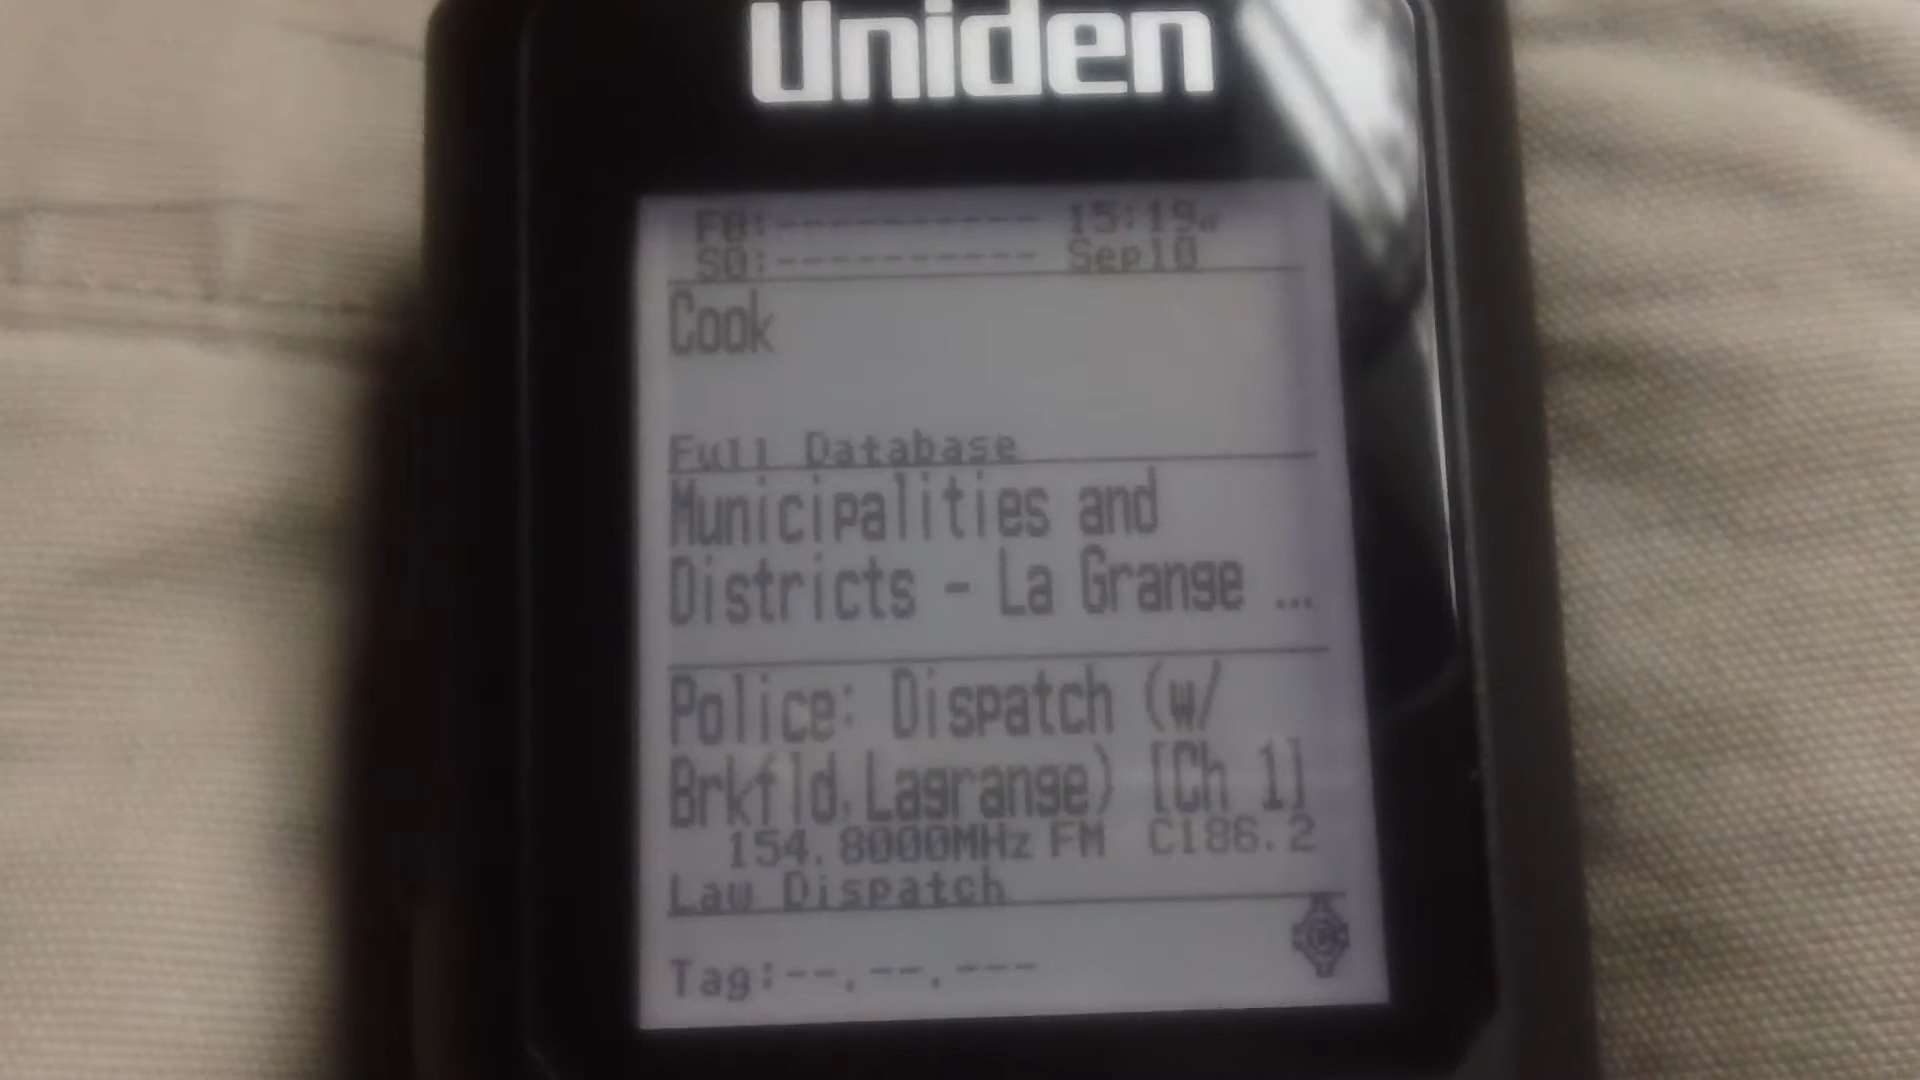 Uniden
F0:---------- 15:19
S0:---------- Sep10
Cook
Full Database
Municipalities and
Districts - La Grange ...
Police: Dispatch (w/
Brkfld,Lagrange) [Ch 1]
154.8000MHz FM C186.2
Law Dispatch
Tag:--.--.---